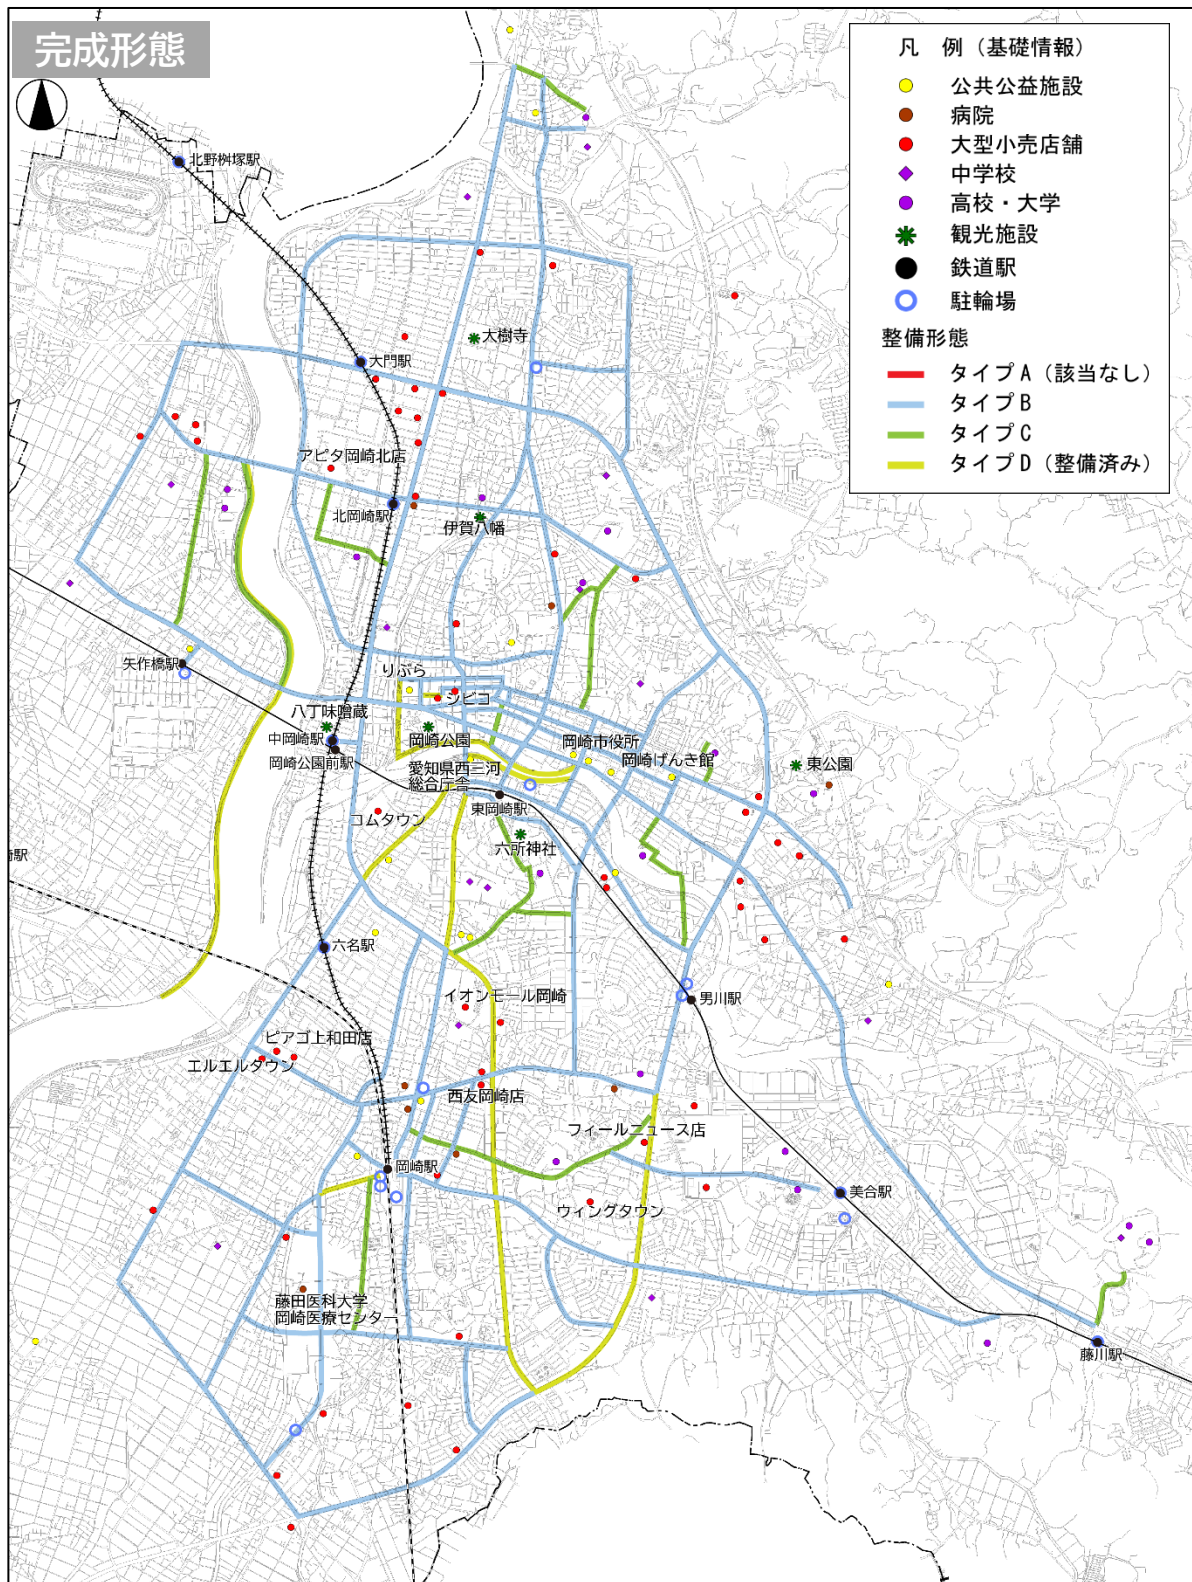 完成形態
凡 例（基礎情報）
公共公益施設
病院
大型小売店舗
中学校
高校・大学
観光施設
鉄道駅
駐輪場
整備形態
タイプA（該当なし）
タイプB
タイプC
タイプD（整備済み）
北野桝塚駅
大樹寺
大門駅
アピタ岡崎北店
北岡崎駅
伊賀八幡
矢作橋駅
りぶら
シビコ
八丁味噌蔵
中岡崎駅
岡崎公園前駅
岡崎公園
岡崎市役所
岡崎げんき館
東公園
愛知県西三河
総合庁舎
東岡崎駅
コムタウン
六所神社
崎駅
六名駅
イオンモール岡崎
男川駅
ピアゴ上和田店
エルエルタウン
西友岡崎店
フィールニュース店
岡崎駅
美合駅
ウィングタウン
藤田医科大学
岡崎医療センター
藤川駅